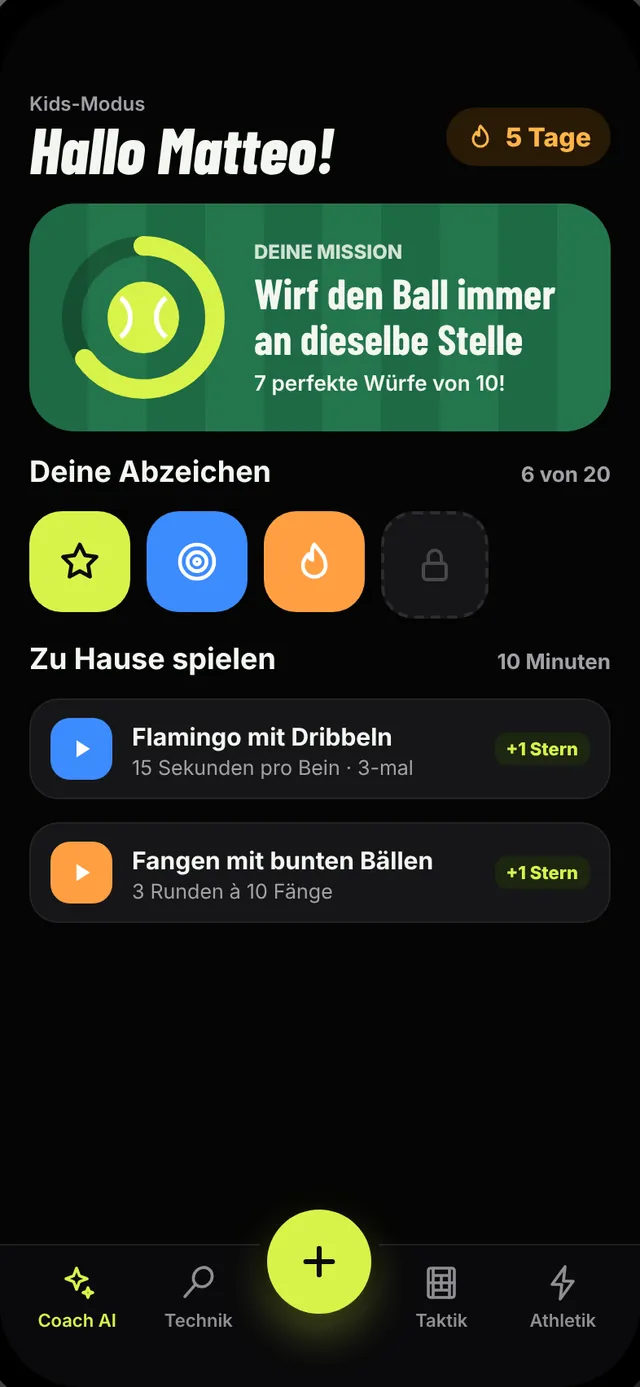 Kids-Modus
Hallo Matteo!
5 Tage
DEINE MISSION
Wirf den Ball immer
an dieselbe Stelle
7 perfekte Würfe von 10!
Deine Abzeichen
6 von 20
Zu Hause spielen
10 Minuten
Flamingo mit Dribbeln
15 Sekunden pro Bein · 3-mal
+1 Stern
Fangen mit bunten Bällen
3 Runden à 10 Fänge
+1 Stern
Coach AI
Technik
Taktik
Athletik